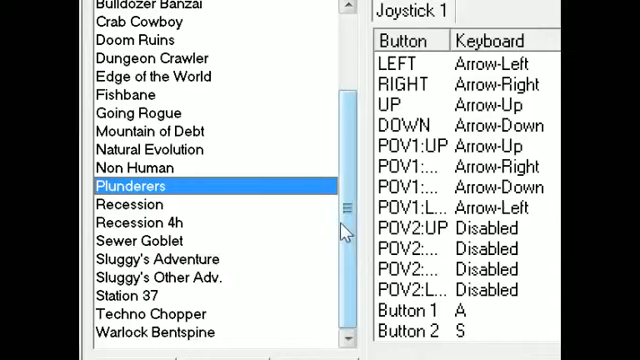 Bulldozer Banzai
Crab Cowboy
Doom Ruins
Dungeon Crawler
Edge of the World
Fishbane
Going Rogue
Mountain of Debt
Natural Evolution
Non Human
Plunderers
Recession
Recession 4h
Sewer Goblet
Sluggy's Adventure
Sluggy's Other Adv.
Station 37
Techno Chopper
Warlock Bentspine
Joystick 1
Button Keyboard
LEFT Arrow-Left
RIGHT Arrow-Right
UP Arrow-Up
DOWN Arrow-Down
POV1:UP Arrow-Up
POV1:... Arrow-Right
POV1:... Arrow-Down
POV1:L... Arrow-Left
POV2:UP Disabled
POV2:... Disabled
POV2:... Disabled
POV2:L... Disabled
Button 1 A
Button 2 S